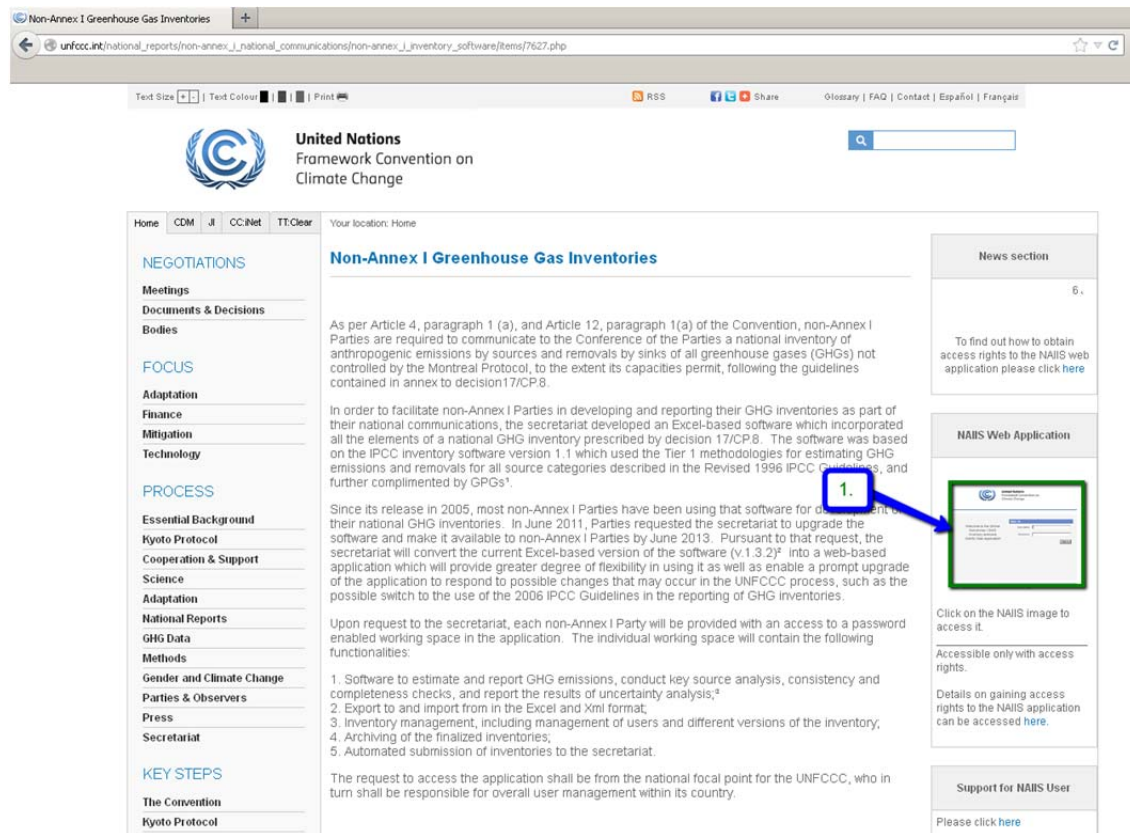 Non-Annex I Greenhouse Gas Inventories
unfccc.int/national_reports/non-annex_i_national_communications/non-annex_i_inventory_software/items/7627.php
Text Size + - | Text Colour | | | Print
RSS
Share
Glossary | FAQ | Contact | Español | Français
United Nations
Framework Convention on
Climate Change
Home CDM JI CC:iNet TT:Clear
Your location: Home
NEGOTIATIONS
Meetings
Documents & Decisions
Bodies
FOCUS
Adaptation
Finance
Mitigation
Technology
PROCESS
Essential Background
Kyoto Protocol
Cooperation & Support
Science
Adaptation
National Reports
GHG Data
Methods
Gender and Climate Change
Parties & Observers
Press
Secretariat
KEY STEPS
The Convention
Kyoto Protocol
Non-Annex I Greenhouse Gas Inventories
As per Article 4, paragraph 1 (a), and Article 12, paragraph 1(a) of the Convention, non-Annex I
Parties are required to communicate to the Conference of the Parties a national inventory of
anthropogenic emissions by sources and removals by sinks of all greenhouse gases (GHGs) not
controlled by the Montreal Protocol, to the extent its capacities permit, following the guidelines
contained in annex to decision17/CP.8.
In order to facilitate non-Annex I Parties in developing and reporting their GHG inventories as part of
their national communications, the secretariat developed an Excel-based software which incorporated
all the elements of a national GHG inventory prescribed by decision 17/CP.8. The software was based
on the IPCC inventory software version 1.1 which used the Tier 1 methodologies for estimating GHG
emissions and removals for all source categories described in the Revised 1996 IPCC Guidelines, and
further complimented by GPGs¹.
1.
Since its release in 2005, most non-Annex I Parties have been using that software for development
their national GHG inventories. In June 2011, Parties requested the secretariat to upgrade the
software and make it available to non-Annex I Parties by June 2013. Pursuant to that request, the
secretariat will convert the current Excel-based version of the software (v.1.3.2)² into a web-based
application which will provide greater degree of flexibility in using it as well as enable a prompt upgrade
of the application to respond to possible changes that may occur in the UNFCCC process, such as the
possible switch to the use of the 2006 IPCC Guidelines in the reporting of GHG inventories.
Upon request to the secretariat, each non-Annex I Party will be provided with an access to a password
enabled working space in the application. The individual working space will contain the following
functionalities:
1. Software to estimate and report GHG emissions, conduct key source analysis, consistency and
completeness checks, and report the results of uncertainty analysis;
2. Export to and import from in the Excel and Xml format;
3. Inventory management, including management of users and different versions of the inventory;
4. Archiving of the finalized inventories;
5. Automated submission of inventories to the secretariat.
The request to access the application shall be from the national focal point for the UNFCCC, who in
turn shall be responsible for overall user management within its country.
News section
6.
To find out how to obtain
access rights to the NAIIS web
application please click here
NAIIS Web Application
Click on the NAIIS image to
access it.
Accessible only with access
rights.
Details on gaining access
rights to the NAIIS application
can be accessed here.
Support for NAIIS User
Please click here